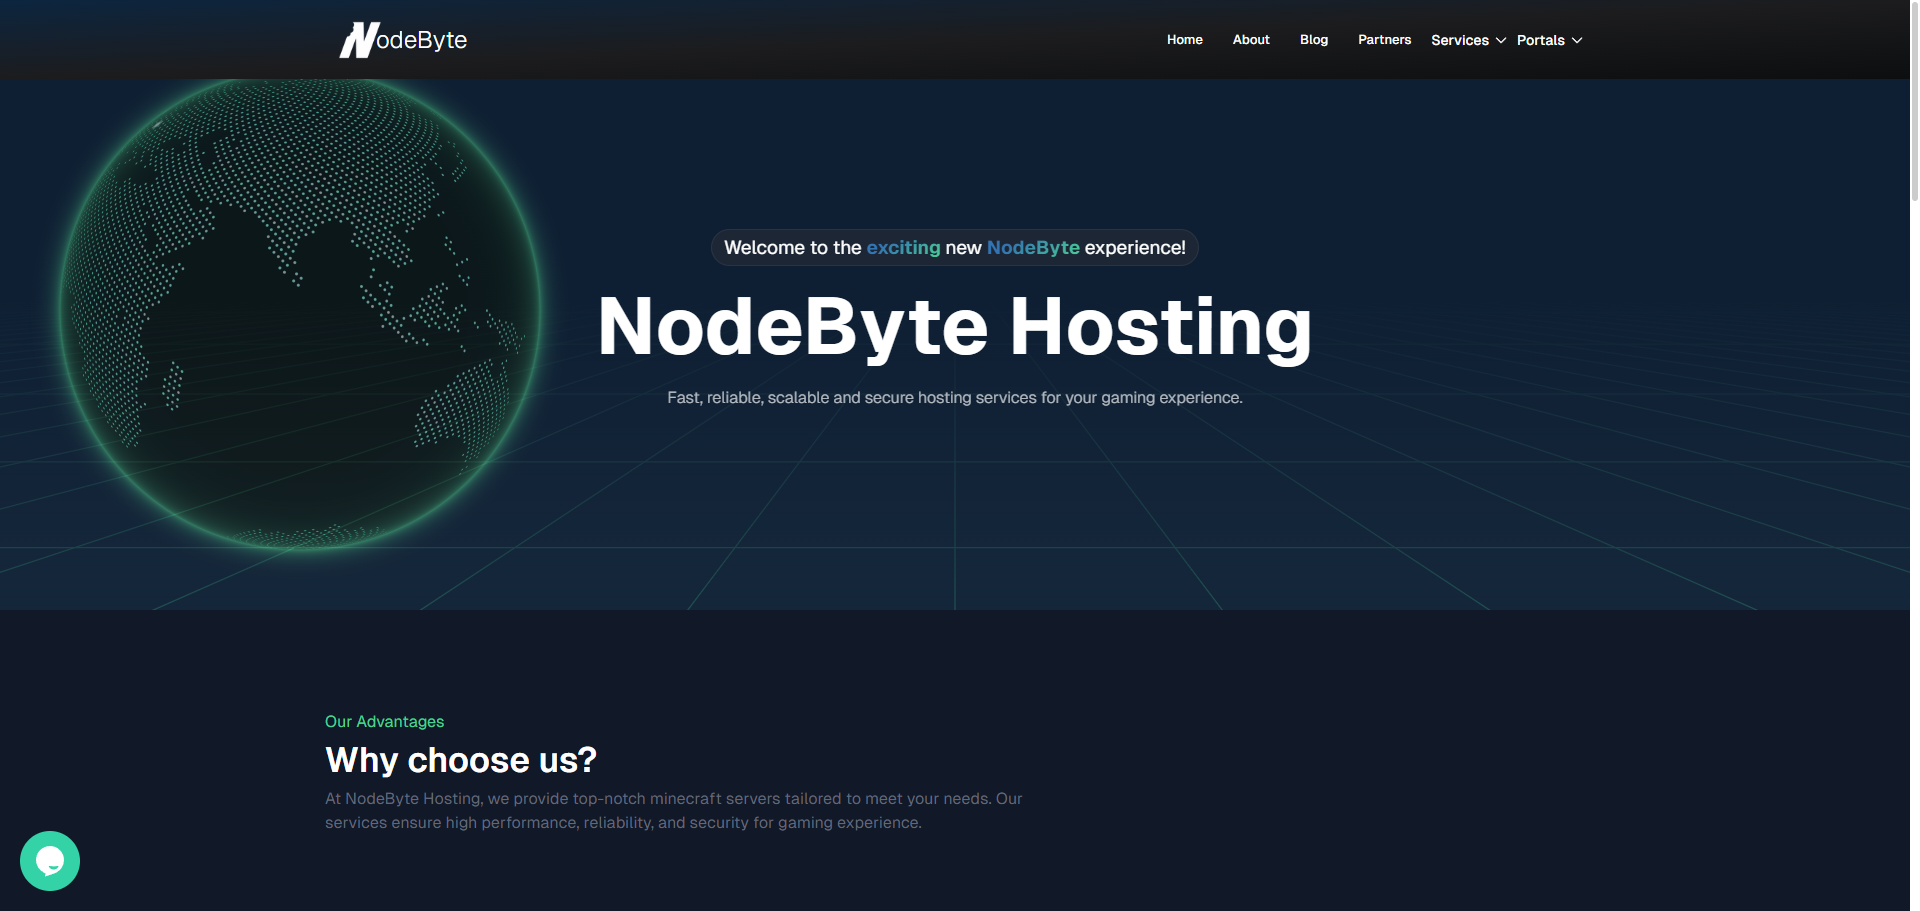 NodeByte
Home About Blog Partners Services Portals
Welcome to the exciting new NodeByte experience!
NodeByte Hosting
Fast, reliable, scalable and secure hosting services for your gaming experience.
Our Advantages
Why choose us?
At NodeByte Hosting, we provide top-notch minecraft servers tailored to meet your needs. Our
services ensure high performance, reliability, and security for gaming experience.